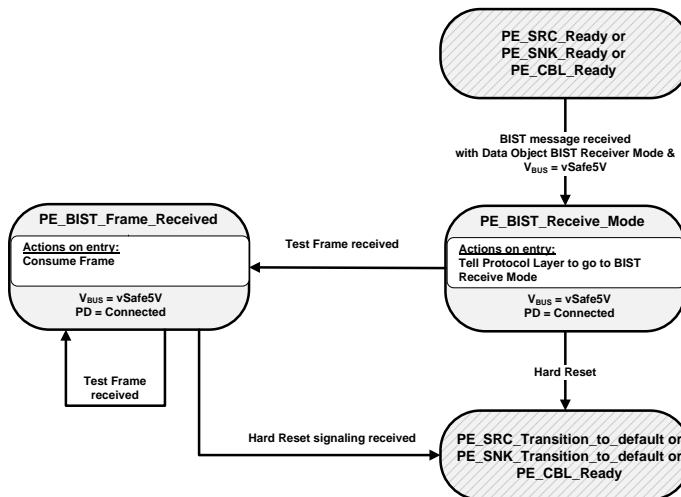 PE_SRC_Ready or
PE_SNK_Ready or
PE_CBL_Ready
BIST message received
with Data Object BIST Receiver Mode &
VBUS = vSafe5V
PE_BIST_Frame_Received
Actions on entry:
Consume Frame
VBUS = vSafe5V
PD = Connected
Test Frame received
PE_BIST_Receive_Mode
Actions on entry:
Tell Protocol Layer to go to BIST
Receive Mode
VBUS = vSafe5V
PD = Connected
Test Frame
received
Hard Reset
Hard Reset signaling received
PE_SRC_Transition_to_default or
PE_SNK_Transition_to_default or
PE_CBL_Ready